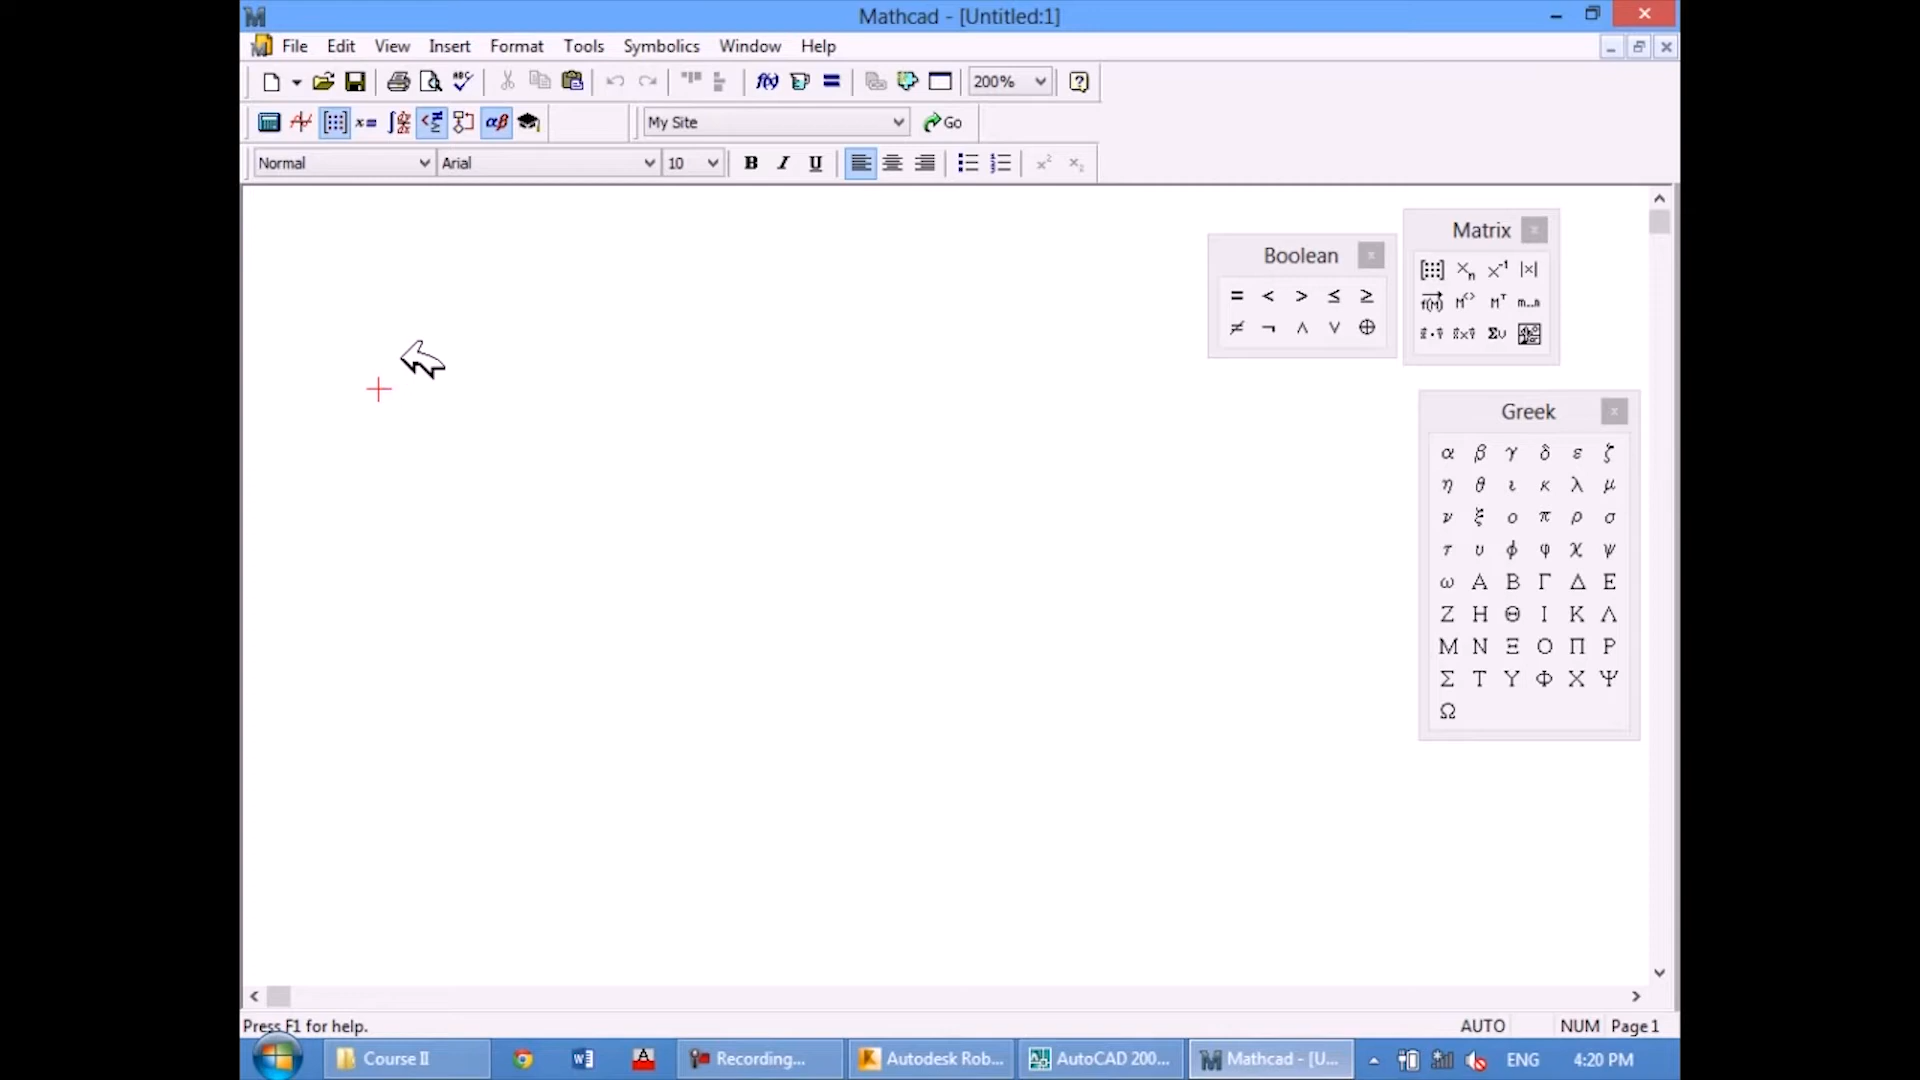 Mathcad - [Untitled:1]
File Edit View Insert Format Tools Symbolics Window Help
200%
My Site Go
Normal Arial 10 B I U
Boolean
= < > ≤ ≥
≠ ¬ ∧ ∨ ⊕
Matrix
Greek
α β γ δ ε ζ
η θ ι κ λ μ
ν ξ ο π ρ σ
τ υ ϕ φ χ ψ
ω Α Β Γ Δ Ε
Ζ Η Θ Ι Κ Λ
Μ Ν Ξ Ο Π Ρ
Σ Τ Υ Φ Χ Ψ
Ω
Press F1 for help.
AUTO NUM Page 1
Course II
Recording...
Autodesk Rob...
AutoCAD 200...
Mathcad - [U...
ENG
4:20 PM